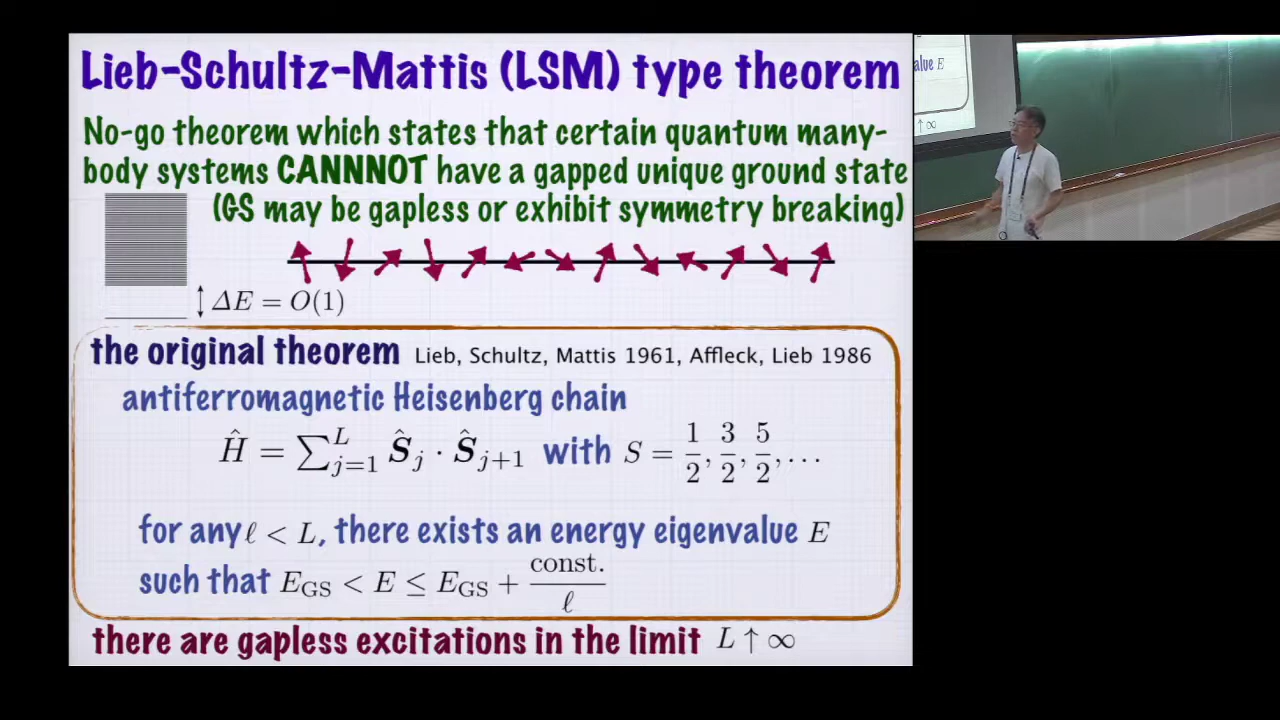 Lieb-Schultz-Mattis (LSM) type theorem
No-go theorem which states that certain quantum many-
body systems CANNNOT have a gapped unique ground state
(GS may be gapless or exhibit symmetry breaking)
ΔE = O(1)
the original theorem Lieb, Schultz, Mattis 1961, Affleck, Lieb 1986
antiferromagnetic Heisenberg chain
Ĥ = ∑_{j=1}^{L} Ŝ_j · Ŝ_{j+1} with S = 1/2, 3/2, 5/2, ...
for any ℓ < L, there exists an energy eigenvalue E
such that E_GS < E ≤ E_GS + const./ℓ
there are gapless excitations in the limit L ↑ ∞
alue E
↑ ∞